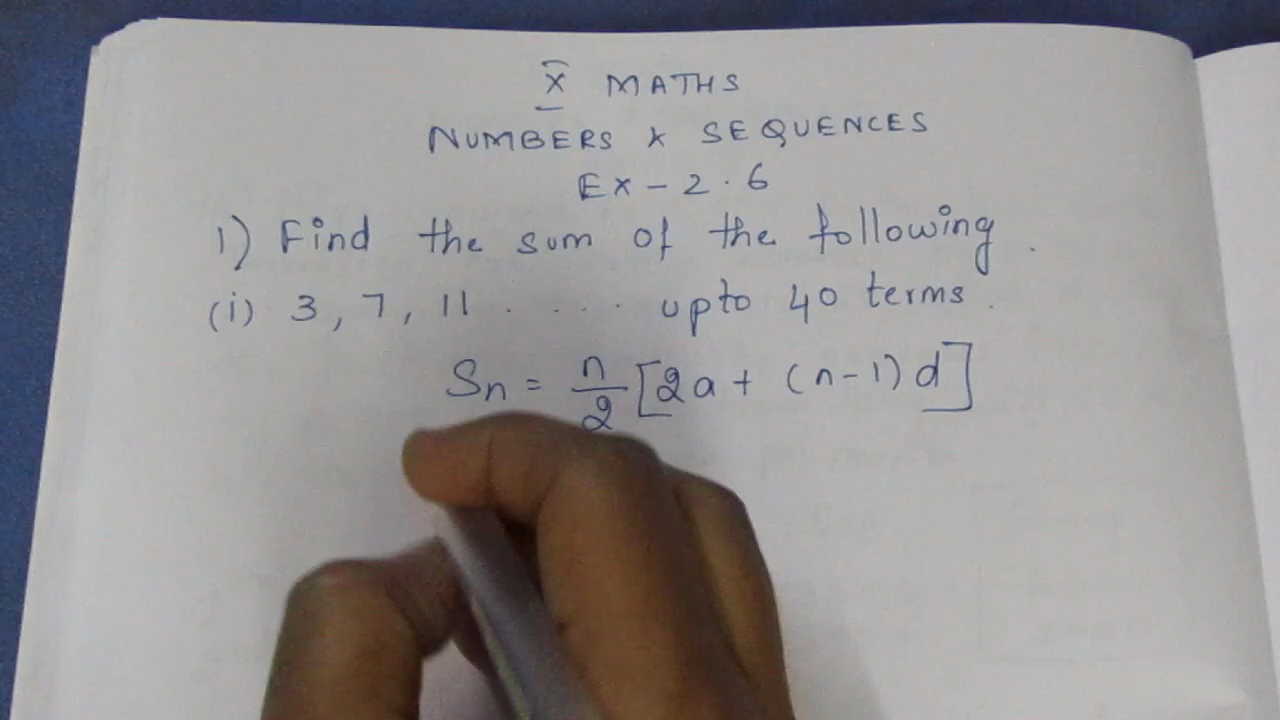 X MATHS
NUMBERS & SEQUENCES
EX - 2.6
1) Find the sum of the following.
(i) 3, 7, 11 . . . . upto 40 terms.
Sn = n/2 [2a + (n-1) d]